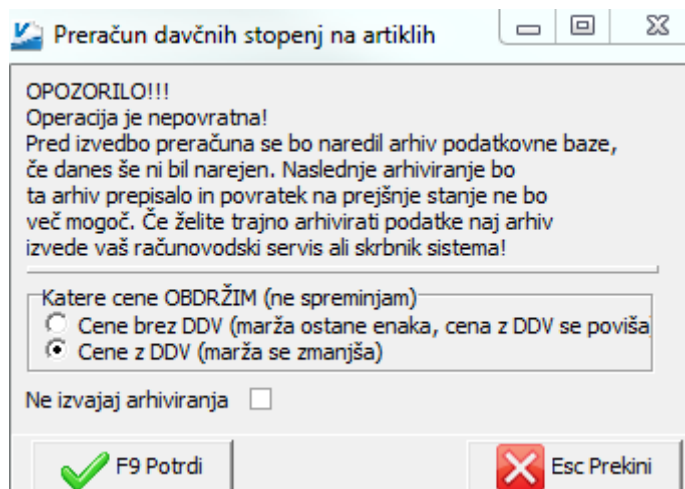 Preračun davčnih stopenj na artiklih
OPOZORILO!!!
Operacija je nepovratna!
Pred izvedbo preračuna se bo naredil arhiv podatkovne baze,
če danes še ni bil narejen. Naslednje arhiviranje bo
ta arhiv prepisalo in povratek na prejšnje stanje ne bo
več mogoč. Če želite trajno arhivirati podatke naj arhiv
izvede vaš računovodski servis ali skrbnik sistema!
Katere cene OBDRŽIM (ne spreminjam)
Cene brez DDV (marža ostane enaka, cena z DDV se poviša
Cene z DDV (marža se zmanjša)
Ne izvajaj arhiviranja
F9 Potrdi
Esc Prekini